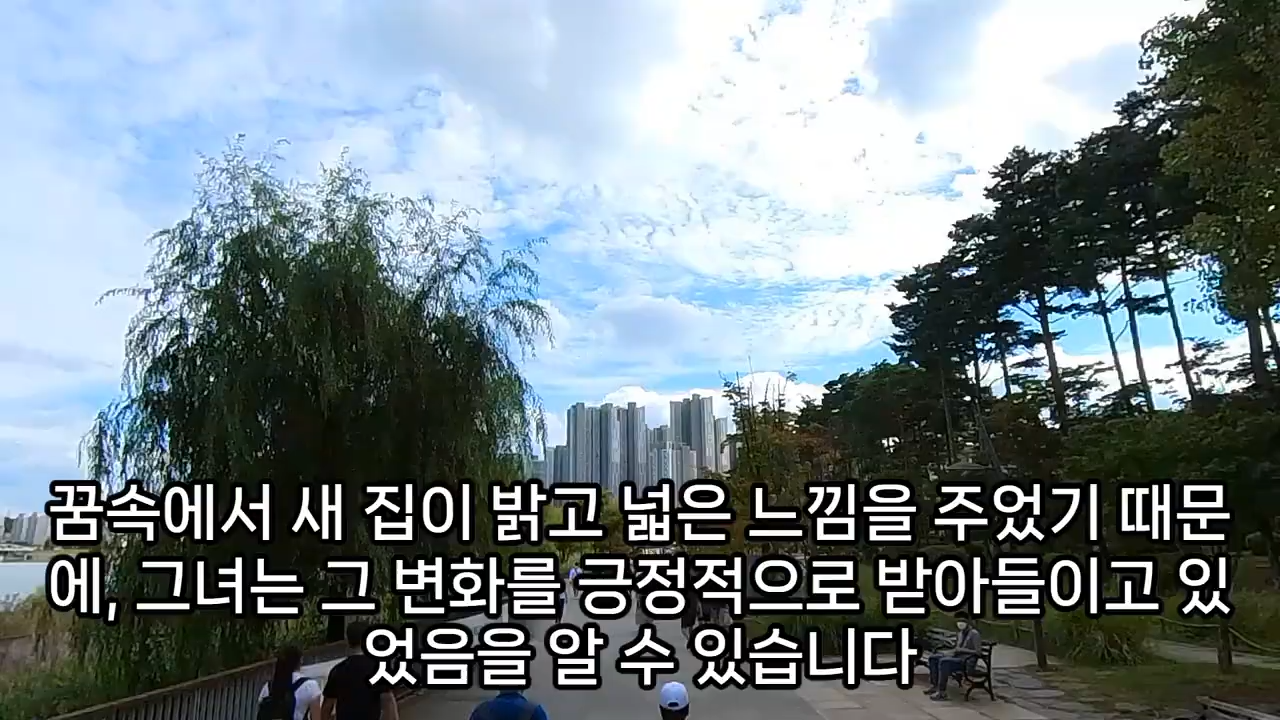 꿈속에서 새 집이 밝고 넓은 느낌을 주었기 때문
에, 그녀는 그 변화를 긍정적으로 받아들이고 있
었음을 알 수 있습니다